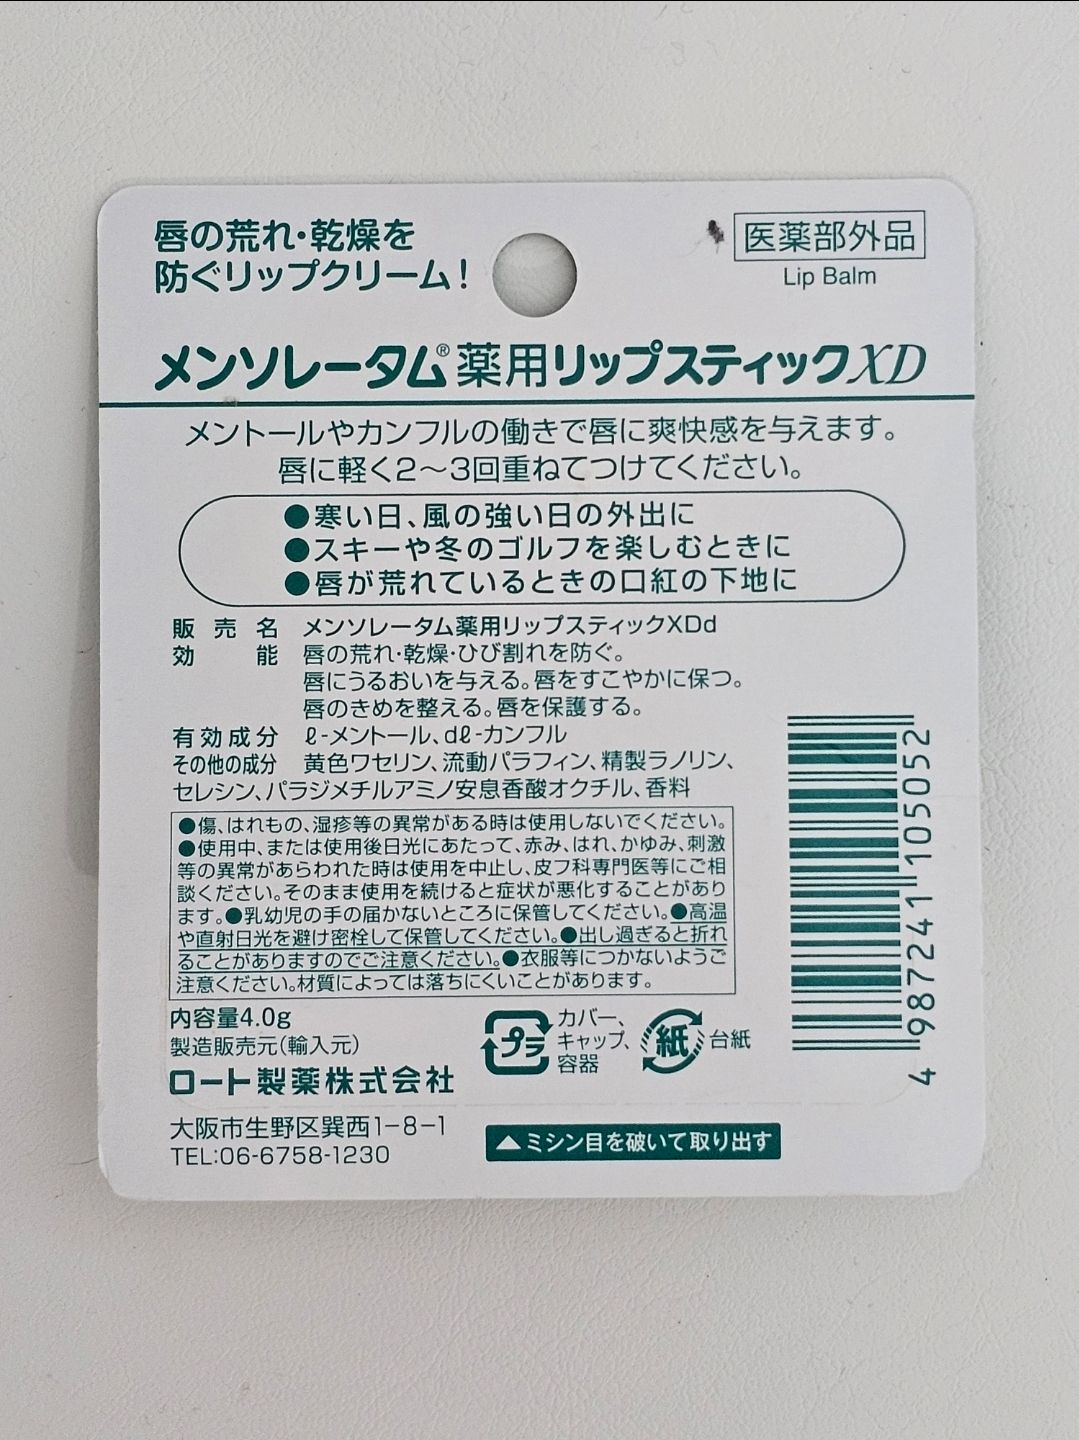 唇の荒れ・乾燥を
防ぐリップクリーム!
医薬部外品
Lip Balm
メンソレータム®薬用リップスティックXD
メントールやカンフルの働きで唇に爽快感を与えます。
唇に軽く2〜3回重ねてつけてください。
●寒い日、風の強い日の外出に
●スキーや冬のゴルフを楽しむときに
●唇が荒れているときの口紅の下地に
販売名 メンソレータム薬用リップスティックXDd
効能 唇の荒れ・乾燥・ひび割れを防ぐ。
唇にうるおいを与える。唇をすこやかに保つ。
唇のきめを整える。唇を保護する。
有効成分 ℓ-メントール、dℓ-カンフル
その他の成分 黄色ワセリン、流動パラフィン、精製ラノリン、
セレシン、パラジメチルアミノ安息香酸オクチル、香料
●傷、はれもの、湿疹等の異常がある時は使用しないでください。
●使用中、または使用後日光にあたって、赤み、はれ、かゆみ、刺激
等の異常があらわれた時は使用を中止し、皮フ科専門医等にご相
談ください。そのまま使用を続けると症状が悪化することがあり
ます。●乳幼児の手の届かないところに保管してください。●高温
や直射日光を避け密栓して保管してください。●出し過ぎると折れ
ることがありますのでご注意ください。●衣服等につかないようご
注意ください。材質によっては落ちにくいことがあります。
内容量4.0g
製造販売元(輸入元)
ロート製薬株式会社
大阪市生野区巽西1-8-1
TEL:06-6758-1230
プラ
カバー、
キャップ、
容器
紙
台紙
▲ミシン目を破いて取り出す
4 987241 105052